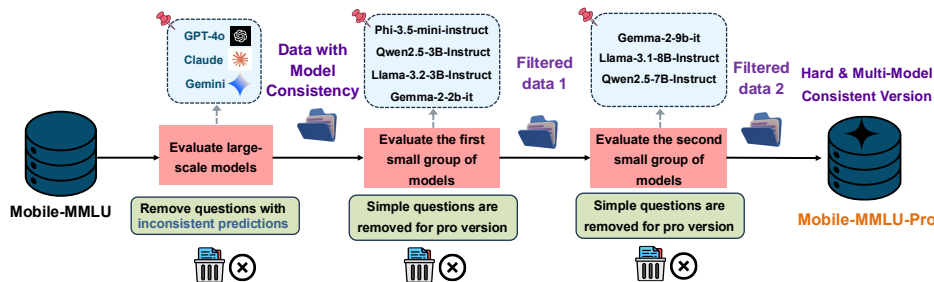 GPT-4o
Claude
Gemini
Data with
Model
Consistency
Phi-3.5-mini-instruct
Qwen2.5-3B-Instruct
Llama-3.2-3B-Instruct
Gemma-2-2b-it
Filtered
data 1
Gemma-2-9b-it
Llama-3.1-8B-Instruct
Qwen2.5-7B-Instruct
Filtered
data 2
Hard & Multi-Model
Consistent Version
Evaluate large-
scale models
Evaluate the first
small group of
models
Evaluate the second
small group of
models
Mobile-MMLU
Remove questions with
inconsistent predictions
Simple questions are
removed for pro version
Simple questions are
removed for pro version
Mobile-MMLU-Pro